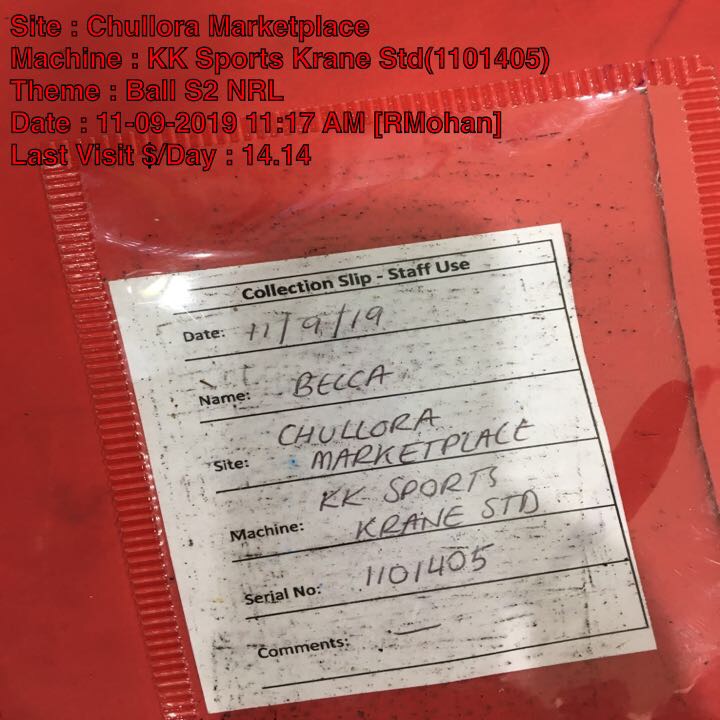 Site : Chullora Marketplace
Machine : KK Sports Krane Std(1101405)
Theme : Ball S2 NRL
Date : 11-09-2019 11:17 AM [RMohan]
Last Visit $/Day : 14.14
Collection Slip - Staff Use
Date: 11/9/19
Name: BECCA
CHULLORA
Site: MARKETPLACE
KK SPORTS
Machine: KRANE STD
Serial No: 1101405
Comments: —